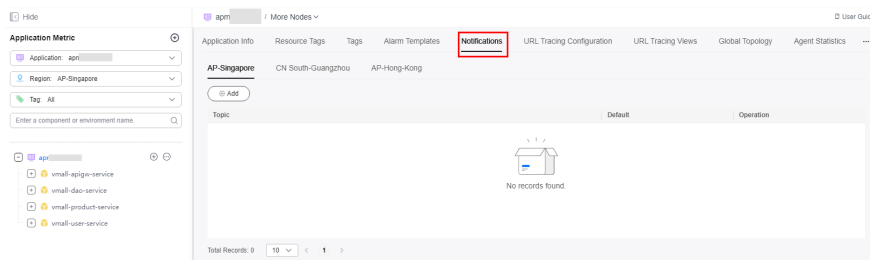 Hide
Application Metric
Application: apm
Region: AP-Singapore
Tag: All
Enter a component or environment name.
apm
vmall-apigw-service
vmall-dao-service
vmall-product-service
vmall-user-service
apm / More Nodes
User Guid
Application Info Resource Tags Tags Alarm Templates Notifications URL Tracing Configuration URL Tracing Views Global Topology Agent Statistics ...
AP-Singapore CN South-Guangzhou AP-Hong-Kong
Add
Topic Default Operation
No records found.
Total Records: 0 10 < 1 >